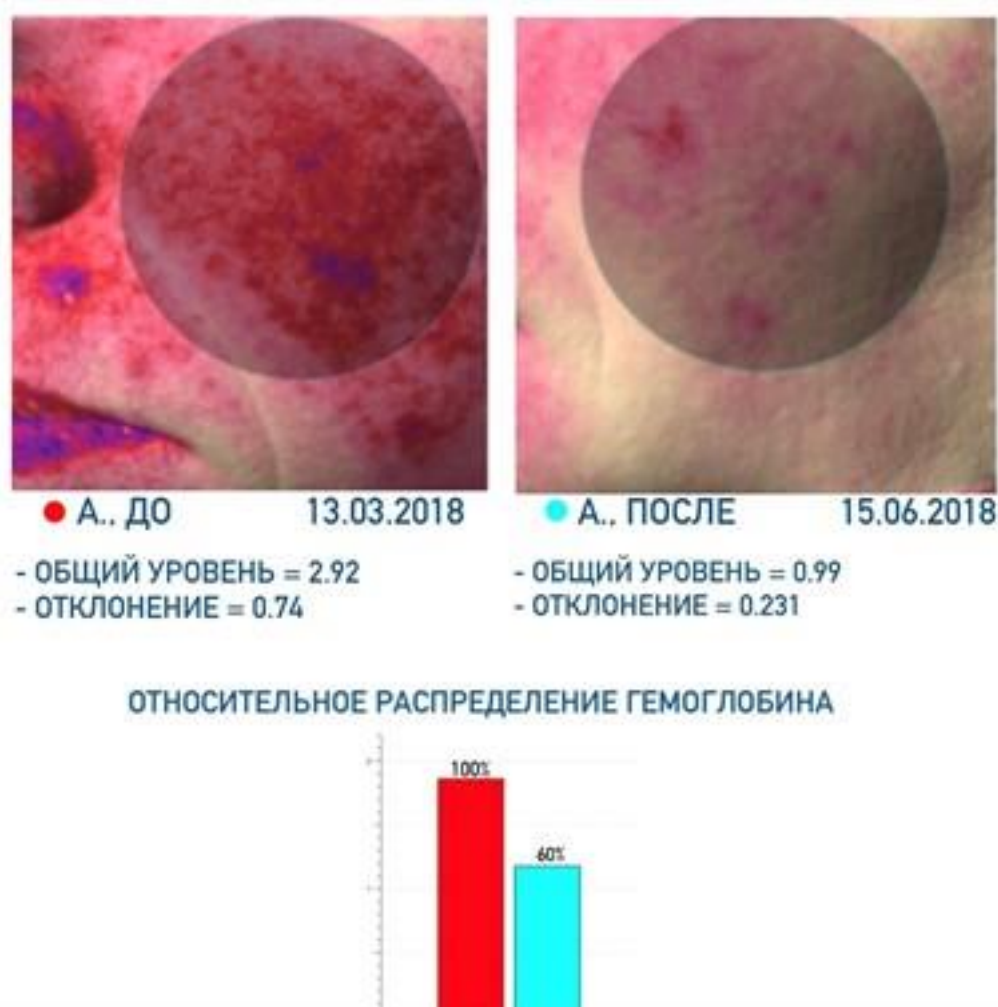 А., ДО 13.03.2018
- ОБЩИЙ УРОВЕНЬ = 2.92
- ОТКЛОНЕНИЕ = 0.74
А., ПОСЛЕ 15.06.2018
- ОБЩИЙ УРОВЕНЬ = 0.99
- ОТКЛОНЕНИЕ = 0.231
ОТНОСИТЕЛЬНОЕ РАСПРЕДЕЛЕНИЕ ГЕМОГЛОБИНА
100%
60%